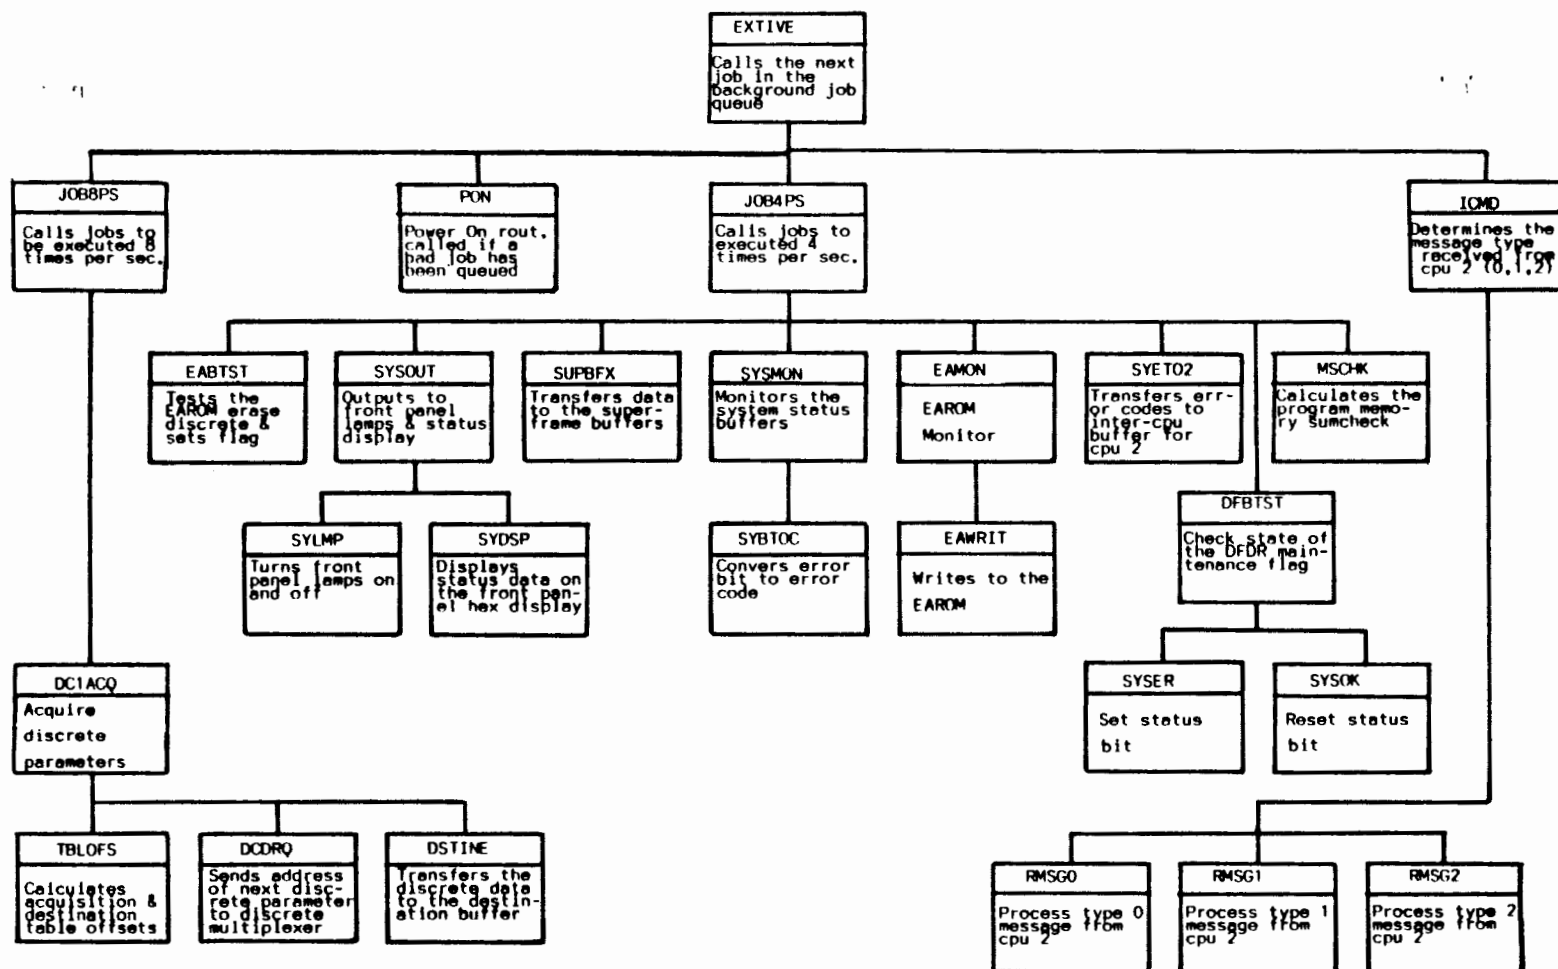 EXTIVE
Calls the next
job in the
background job
queue
JOB8PS
Calls jobs to
be executed 8
times per sec.
PON
Power On rout.
called if a
bad job has
been queued
JOB4PS
Calls jobs to
executed 4
times per sec.
ICMD
Determines the
message type
received from
cpu 2 (0,1,2)
EABTST
Tests the
EAROM erase
discrete &
sets flag
SYSOUT
Outputs to
front panel
lamps & status
display
SUPBFX
Transfers data
to the super-
frame buffers
SYSMON
Monitors the
system status
buffers
EAMON
EAROM
Monitor
SYETO2
Transfers err-
or codes to
inter-cpu
buffer for
cpu 2
MSCHK
Calculates the
program memo-
ry sumcheck
SYLMP
Turns front
panel lamps on
and off
SYDSP
Displays
status data on
the front pan-
el hex display
SYBTOC
Convers error
bit to error
code
EAWRIT
Writes to the
EAROM
DFBTST
Check state of
the DFDR main-
tenance flag
SYSER
Set status
bit
SYSOK
Reset status
bit
DC1ACQ
Acquire
discrete
parameters
TBLOFS
Calculates
acquisition &
destination
table offsets
DCDRQ
Sends address
of next disc-
rete parameter
to discrete
multiplexer
DSTINE
Transfers the
discrete data
to the destin-
ation buffer
RMSG0
Process type 0
message from
cpu 2
RMSG1
Process type 1
message from
cpu 2
RMSG2
Process type 2
message from
cpu 2